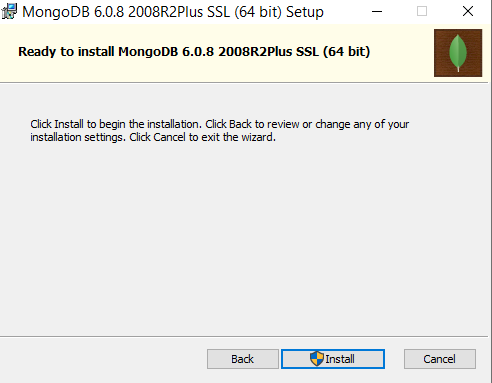 MongoDB 6.0.8 2008R2Plus SSL (64 bit) Setup
Ready to install MongoDB 6.0.8 2008R2Plus SSL (64 bit)
Click Install to begin the installation. Click Back to review or change any of your
installation settings. Click Cancel to exit the wizard.
Back
Install
Cancel